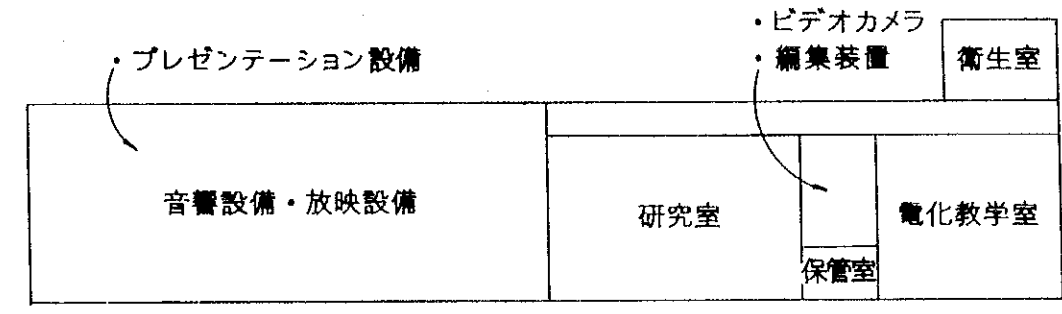 ・ビデオカメラ
・プレゼンテーション設備
・編集装置
衛生室
音響設備・放映設備
研究室
電化教学室
保管室